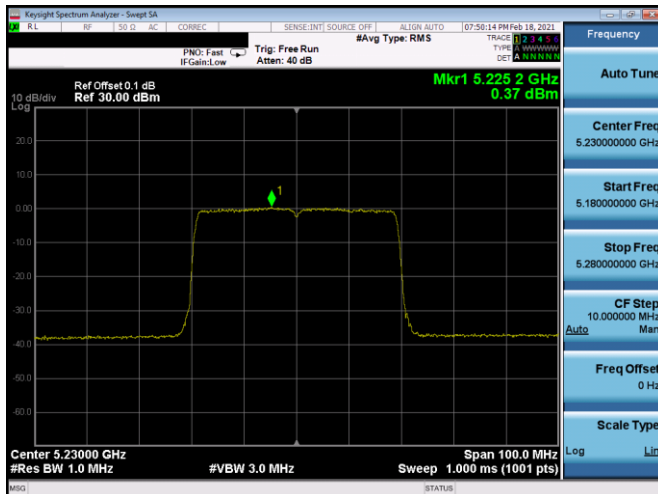 Keysight Spectrum Analyzer - Swept SA
RL RF 50 Ω AC CORREC SENSE:INT SOURCE OFF ALIGN AUTO 07:50:14 PM Feb 18, 2021
#Avg Type: RMS
TRACE 1 2 3 4 5 6
PNO: Fast Trig: Free Run TYPE A WWWWW
IFGain:Low Atten: 40 dB DET A N N N N N
Ref Offset 0.1 dB
Mkr1 5.225 2 GHz
10 dB/div Ref 30.00 dBm 0.37 dBm
Log
20.0
1
0.00
-10.0
-20.0
-30.0
-40.0
-50.0
-60.0
Center 5.23000 GHz Span 100.0 MHz
#Res BW 1.0 MHz #VBW 3.0 MHz Sweep 1.000 ms (1001 pts)
MSG STATUS
Frequency
Auto Tune
Center Freq
5.230000000 GHz
Start Freq
5.180000000 GHz
Stop Freq
5.280000000 GHz
CF Step
10.000000 MHz
Auto Man
Freq Offset
0 Hz
Scale Type
Log Lin